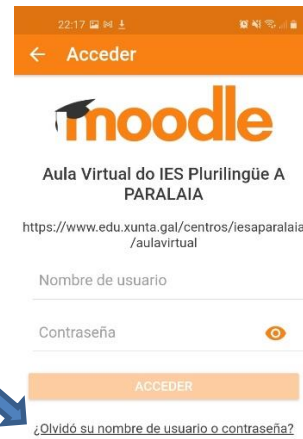 22:17
Acceder
moodle
Aula Virtual do IES Plurilingüe A
PARALAIA
https://www.edu.xunta.gal/centros/iesaparalaia
/aulavirtual
Nombre de usuario
Contraseña
ACCEDER
¿Olvidó su nombre de usuario o contraseña?